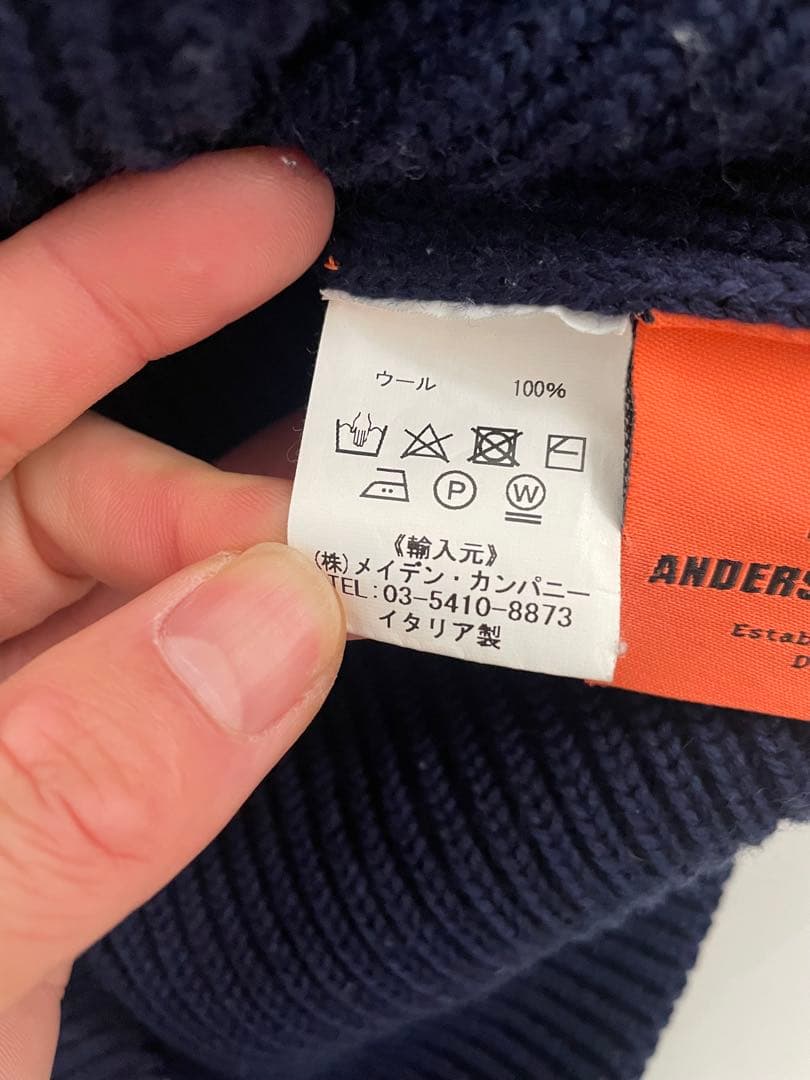 ウール 100%
P
W
《輸入元》
(株)メイデン・カンパニー
TEL:03-5410-8873
イタリア製
ANDERS
Estab
D